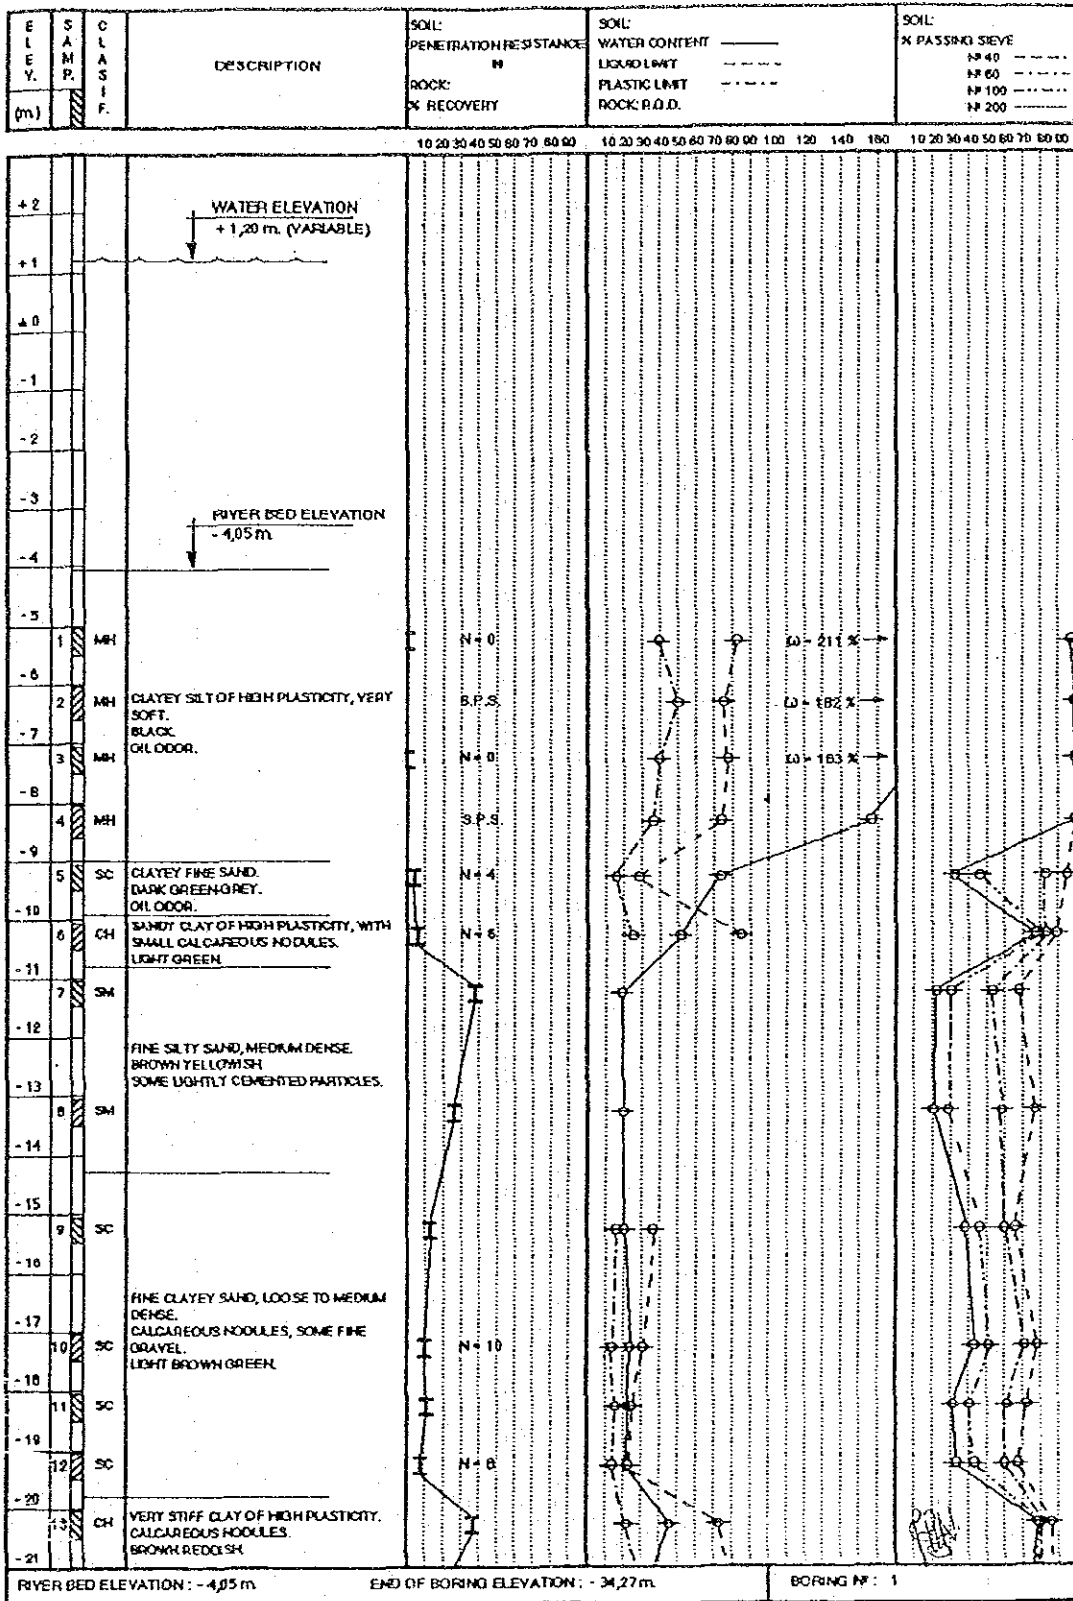 ELEV. (m.)
SAMP.
CLASIF.
DESCRIPTION
SOIL:
PENETRATION RESISTANCE
N
ROCK:
% RECOVERY
SOIL:
WATER CONTENT
LIQUID LIMIT
PLASTIC LIMIT
ROCK: R.Q.D.
SOIL:
% PASSING SIEVE
Nº 40
Nº 60
Nº 100
Nº 200
10 20 30 40 50 60 70 80 90
10 20 30 40 50 60 70 80 90 100 120 140 160
10 20 30 40 50 60 70 80 90
+2
WATER ELEVATION
+ 1,20 m. (VARIABLE)
+1
±0
-1
-2
-3
RIVER BED ELEVATION
- 4,05 m.
-4
-5
1 MH N=0 ω = 211 %
-6
2 MH CLAYEY SILT OF HIGH PLASTICITY, VERY S.P.S. ω = 182 %
SOFT.
BLACK.
-7
OIL ODOR.
3 MH N=0 ω = 163 %
-8
4 MH S.P.S.
-9
5 SC CLAYEY FINE SAND. N=4
DARK GREEN-GREY.
OIL ODOR.
-10
SANDY CLAY OF HIGH PLASTICITY, WITH
6 CH SMALL CALCAREOUS NODULES.
LIGHT GREEN.
-11
7 SM
-12
FINE SILTY SAND, MEDIUM DENSE.
BROWN YELLOWISH
SOME LIGHTLY CEMENTED PARTICLES.
-13
8 SM
-14
-15
9 SC
-16
FINE CLAYEY SAND, LOOSE TO MEDIUM
DENSE.
-17
CALCAREOUS NODULES, SOME FINE
10 SC GRAVEL. N=10
LIGHT BROWN GREEN.
-18
11 SC
-19
12 SC N=8
-20
13 CH VERY STIFF CLAY OF HIGH PLASTICITY.
CALCAREOUS NODULES.
BROWN REDDISH.
-21
RIVER BED ELEVATION : - 4,05 m. END OF BORING ELEVATION : - 34,27 m. BORING Nº : 1